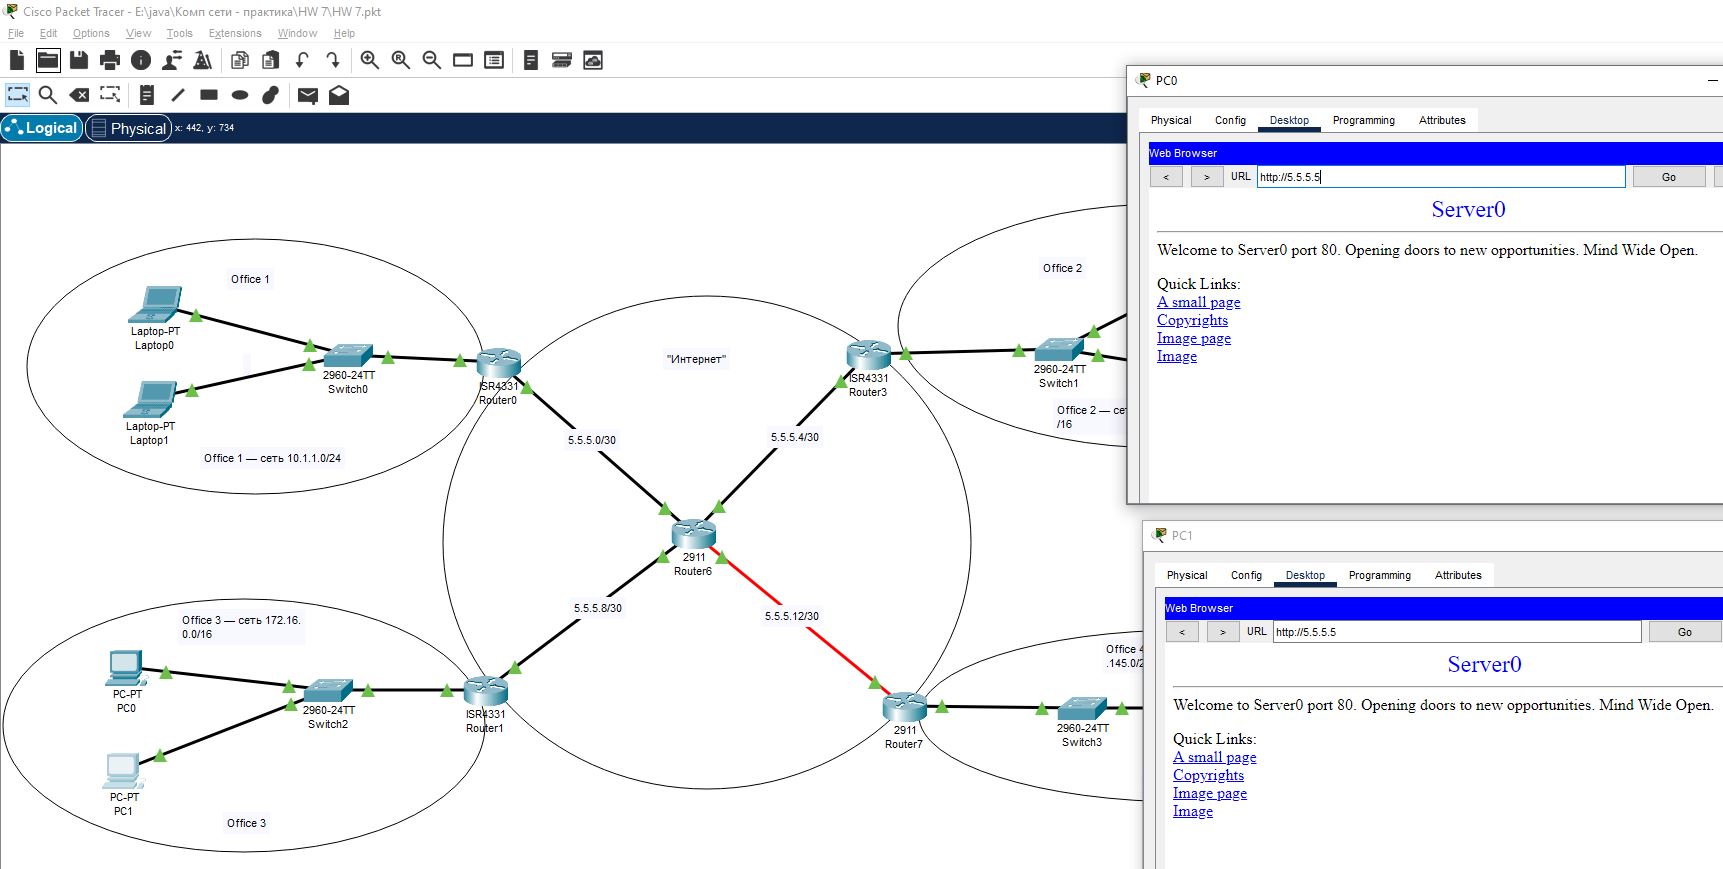 Cisco Packet Tracer - E:\java\Комп сети - практика\HW 7\HW 7.pkt
File Edit Options View Tools Extensions Window Help
Logical Physical x: 442, y: 734
Office 1
Laptop-PT
Laptop0
2960-24TT
Switch0
Laptop-PT
Laptop1
Office 1 — сеть 10.1.1.0/24
ISR4331
Router0
"Интернет"
ISR4331
Router3
Office 2
2960-24TT
Switch1
Office 2 — се
/16
5.5.5.0/30
5.5.5.4/30
2911
Router6
5.5.5.8/30
5.5.5.12/30
Office 3 — сеть 172.16.
0.0/16
PC-PT
PC0
2960-24TT
Switch2
ISR4331
Router1
PC-PT
PC1
Office 3
2911
Router7
Office 4
.145.0/2
2960-24TT
Switch3
PC0
Physical Config Desktop Programming Attributes
Web Browser
< > URL http://5.5.5.5 Go
Server0
Welcome to Server0 port 80. Opening doors to new opportunities. Mind Wide Open.
Quick Links:
A small page
Copyrights
Image page
Image
PC1
Physical Config Desktop Programming Attributes
Web Browser
< > URL http://5.5.5.5 Go
Server0
Welcome to Server0 port 80. Opening doors to new opportunities. Mind Wide Open.
Quick Links:
A small page
Copyrights
Image page
Image